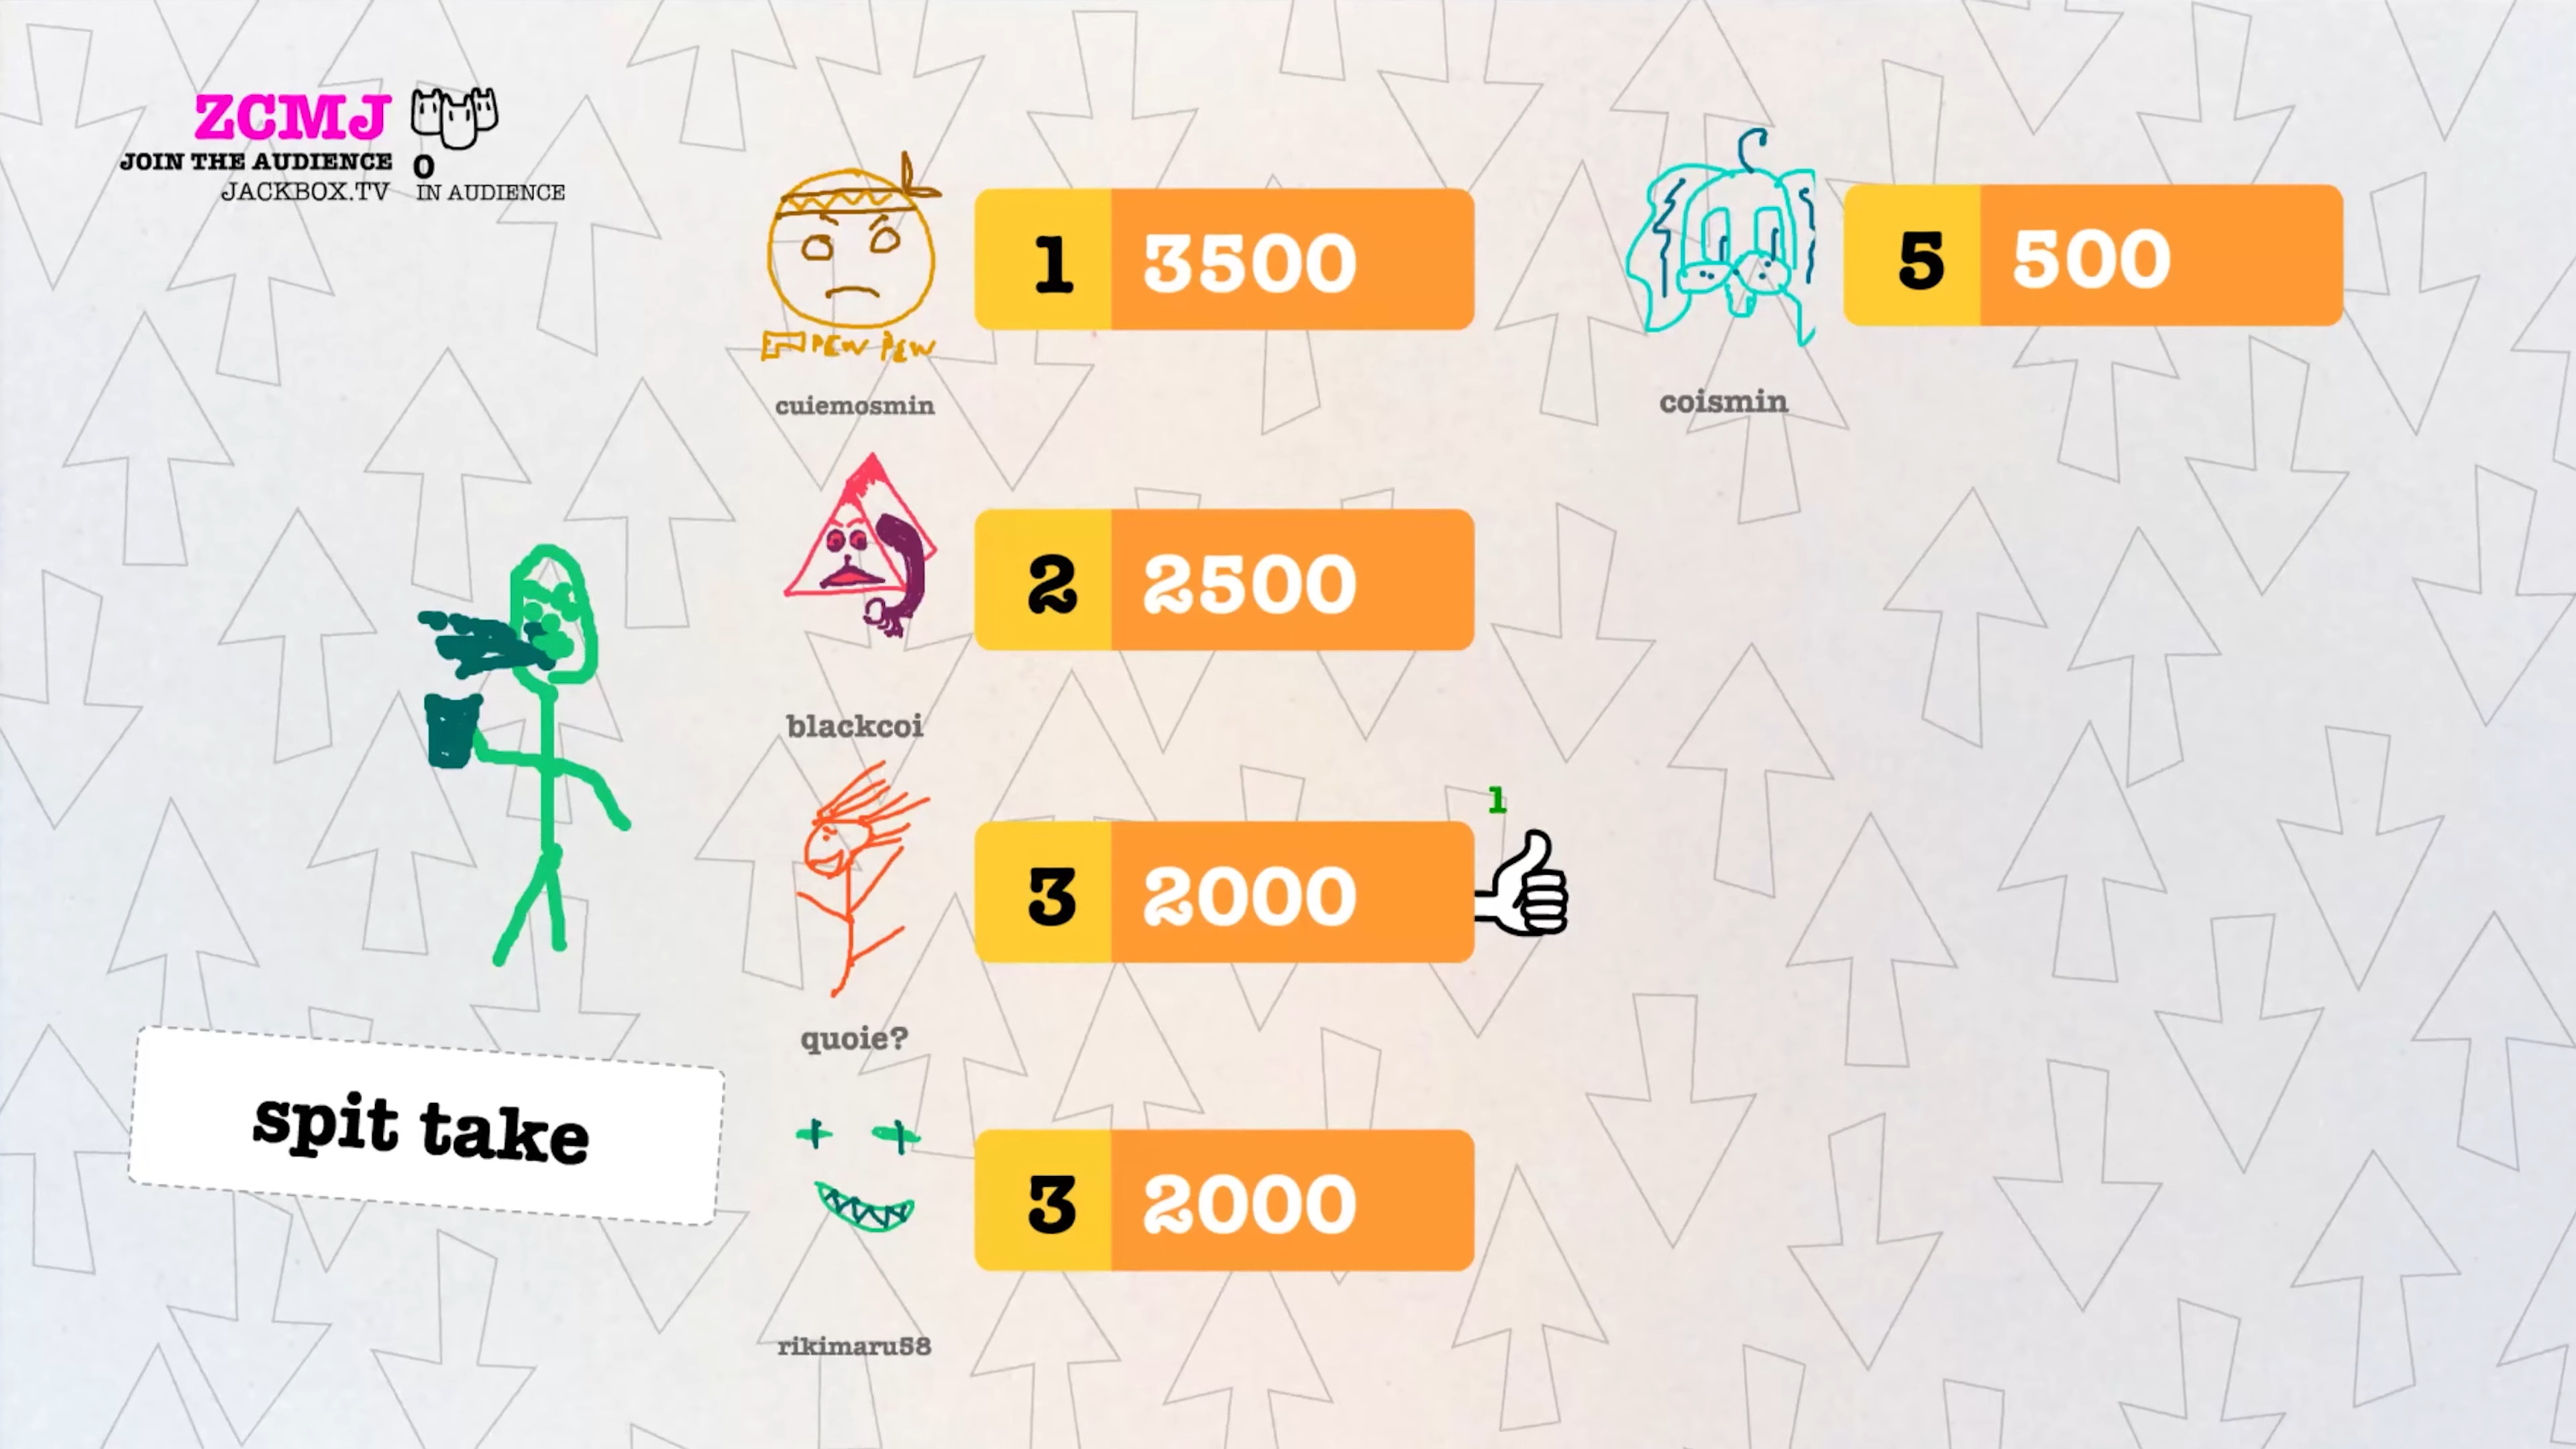 ZCMJ
JOIN THE AUDIENCE
0
JACKBOX.TV
IN AUDIENCE
1 3500
PEW PEW
cuiemosmin
5 500
coismin
2 2500
blackcoi
1
3 2000
quoie?
spit take
3 2000
rikimaru58